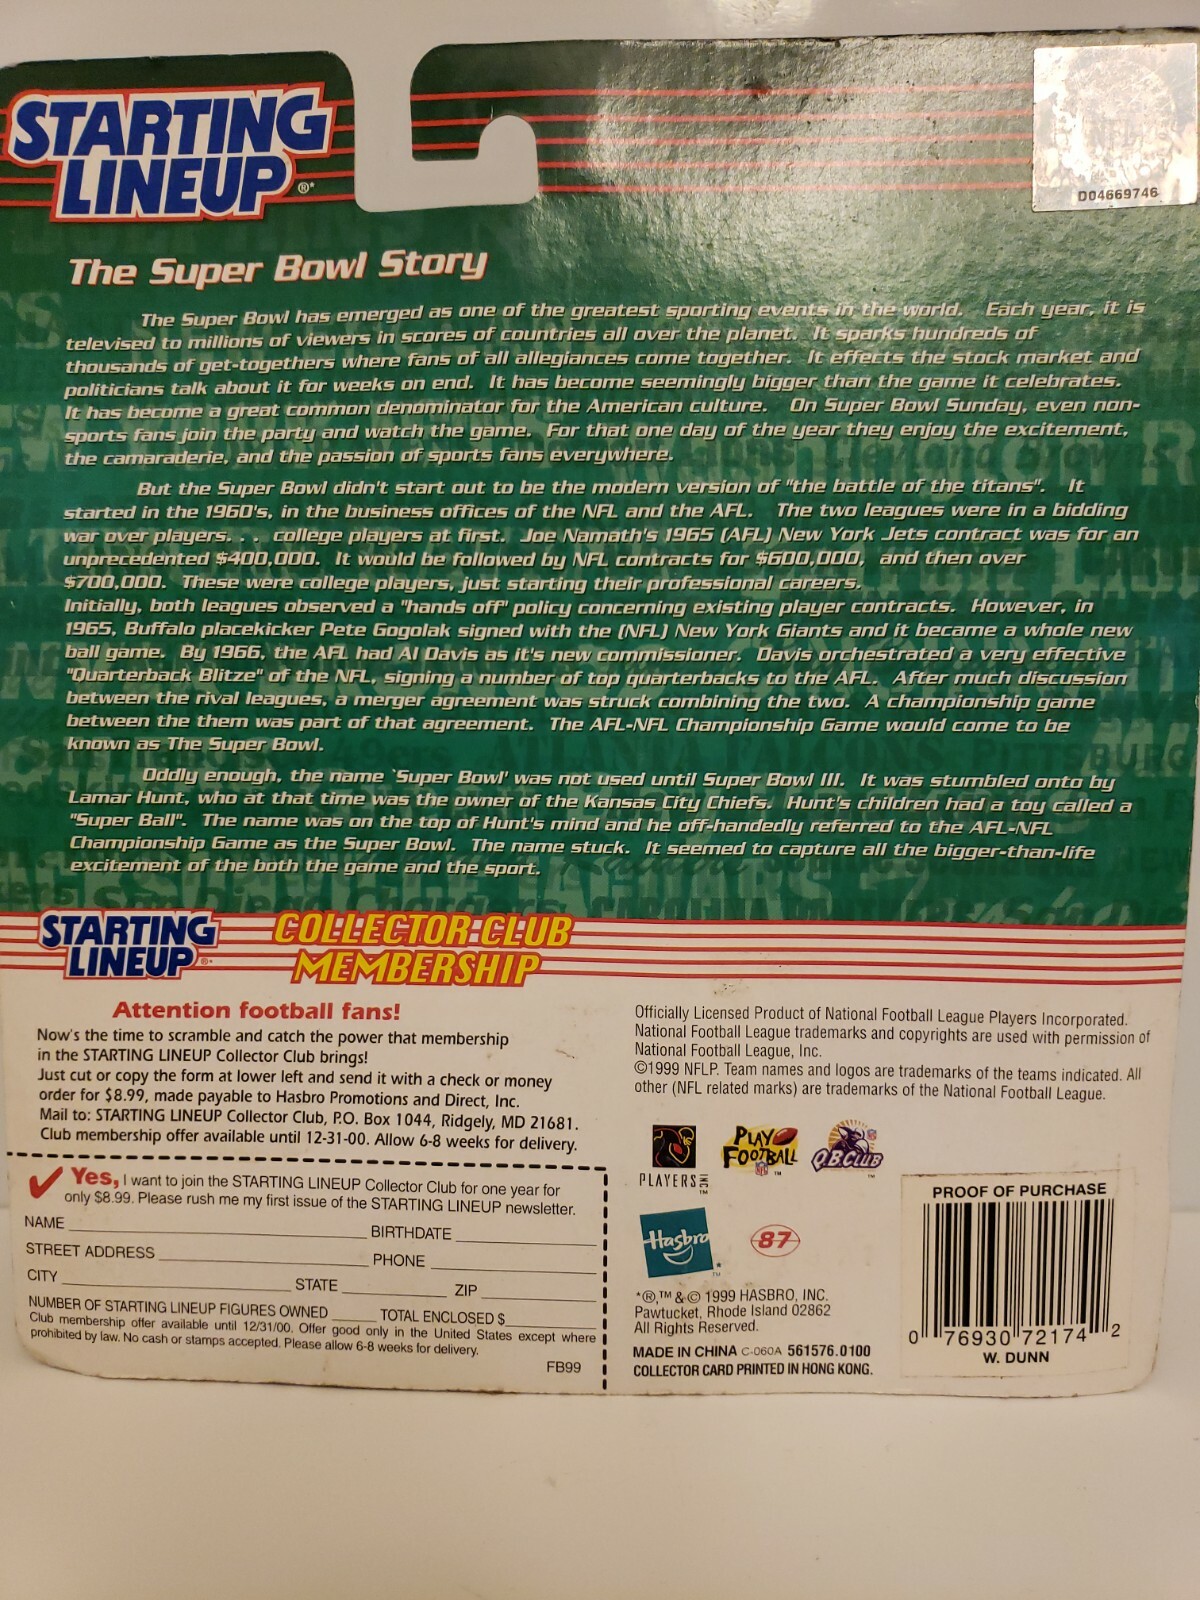 STARTING
LINEUP ®*
D04669746
The Super Bowl Story
The Super Bowl has emerged as one of the greatest sporting events in the world. Each year, it is
televised to millions of viewers in scores of countries all over the planet. It sparks hundreds of
thousands of get-togethers where fans of all allegiances come together. It effects the stock market and
politicians talk about it for weeks on end. It has become seemingly bigger than the game it celebrates.
It has become a great common denominator for the American culture. On Super Bowl Sunday, even non-
sports fans join the party and watch the game. For that one day of the year they enjoy the excitement,
the camaraderie, and the passion of sports fans everywhere.
But the Super Bowl didn't start out to be the modern version of "the battle of the titans". It
started in the 1960's, in the business offices of the NFL and the AFL. The two leagues were in a bidding
war over players. . . college players at first. Joe Namath's 1965 (AFL) New York Jets contract was for an
unprecedented $400,000. It would be followed by NFL contracts for $600,000, and then over
$700,000. These were college players, just starting their professional careers.
Initially, both leagues observed a "hands off" policy concerning existing player contracts. However, in
1965, Buffalo placekicker Pete Gogolak signed with the (NFL) New York Giants and it became a whole new
ball game. By 1966, the AFL had Al Davis as it's new commissioner. Davis orchestrated a very effective
"Quarterback Blitze" of the NFL, signing a number of top quarterbacks to the AFL. After much discussion
between the rival leagues, a merger agreement was struck combining the two. A championship game
between the them was part of that agreement. The AFL-NFL Championship Game would come to be
known as The Super Bowl.
Oddly enough, the name `Super Bowl' was not used until Super Bowl III. It was stumbled onto by
Lamar Hunt, who at that time was the owner of the Kansas City Chiefs. Hunt's children had a toy called a
"Super Ball". The name was on the top of Hunt's mind and he off-handedly referred to the AFL-NFL
Championship Game as the Super Bowl. The name stuck. It seemed to capture all the bigger-than-life
excitement of the both the game and the sport.
STARTING
LINEUP ®*
COLLECTOR CLUB
MEMBERSHIP
Attention football fans!
Now's the time to scramble and catch the power that membership
in the STARTING LINEUP Collector Club brings!
Just cut or copy the form at lower left and send it with a check or money
order for $8.99, made payable to Hasbro Promotions and Direct, Inc.
Mail to: STARTING LINEUP Collector Club, P.O. Box 1044, Ridgely, MD 21681.
Club membership offer available until 12-31-00. Allow 6-8 weeks for delivery.
Yes, I want to join the STARTING LINEUP Collector Club for one year for
only $8.99. Please rush me my first issue of the STARTING LINEUP newsletter.
NAME BIRTHDATE
STREET ADDRESS PHONE
CITY STATE ZIP
NUMBER OF STARTING LINEUP FIGURES OWNED TOTAL ENCLOSED $
Club membership offer available until 12/31/00. Offer good only in the United States except where
prohibited by law. No cash or stamps accepted. Please allow 6-8 weeks for delivery.
FB99
Officially Licensed Product of National Football League Players Incorporated.
National Football League trademarks and copyrights are used with permission of
National Football League, Inc.
©1999 NFLP. Team names and logos are trademarks of the teams indicated. All
other (NFL related marks) are trademarks of the National Football League.
PLAYERS INC ™
PLAY
FOOTBALL
NFL ™
Q.B. CLUB ™
Hasbro *
™
87
*®,™ & © 1999 HASBRO, INC.
Pawtucket, Rhode Island 02862
All Rights Reserved.
MADE IN CHINA C-060A 561576.0100
COLLECTOR CARD PRINTED IN HONG KONG.
PROOF OF PURCHASE
0 76930 72174 2
W. DUNN